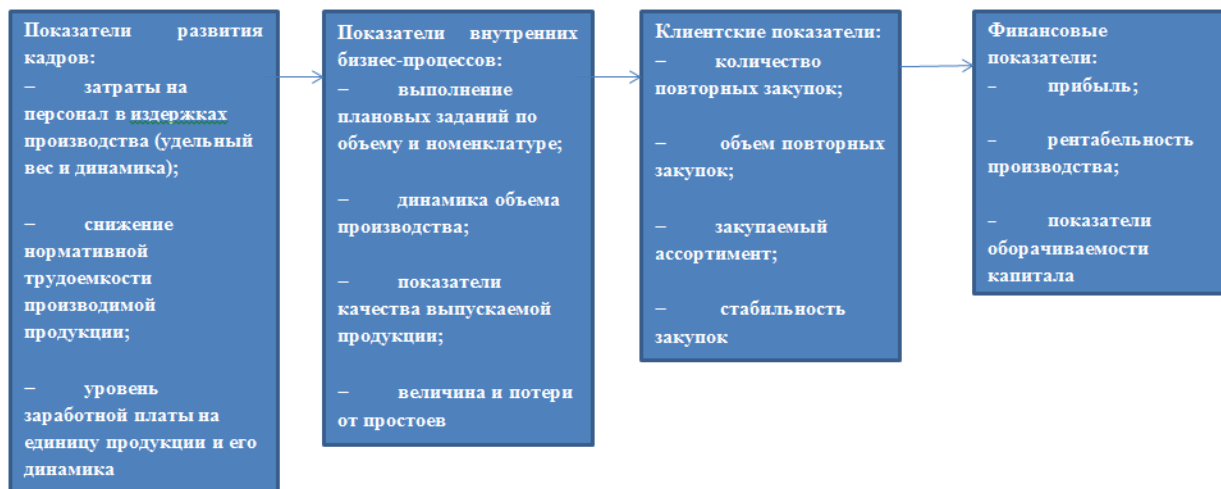 Показатели развития
кадров:
– затраты на
персонал в издержках
производства (удельный
вес и динамика);
– снижение
нормативной
трудоемкости
производимой
продукции;
– уровень
заработной платы на
единицу продукции и его
динамика
Показатели внутренних
бизнес-процессов:
– выполнение
плановых заданий по
объему и номенклатуре;
– динамика объема
производства;
– показатели
качества выпускаемой
продукции;
– величина и потери
от простоев
Клиентские показатели:
– количество
повторных закупок;
– объем повторных
закупок;
– закупаемый
ассортимент;
– стабильность
закупок
Финансовые
показатели:
– прибыль;
– рентабельность
производства;
– показатели
оборачиваемости
капитала